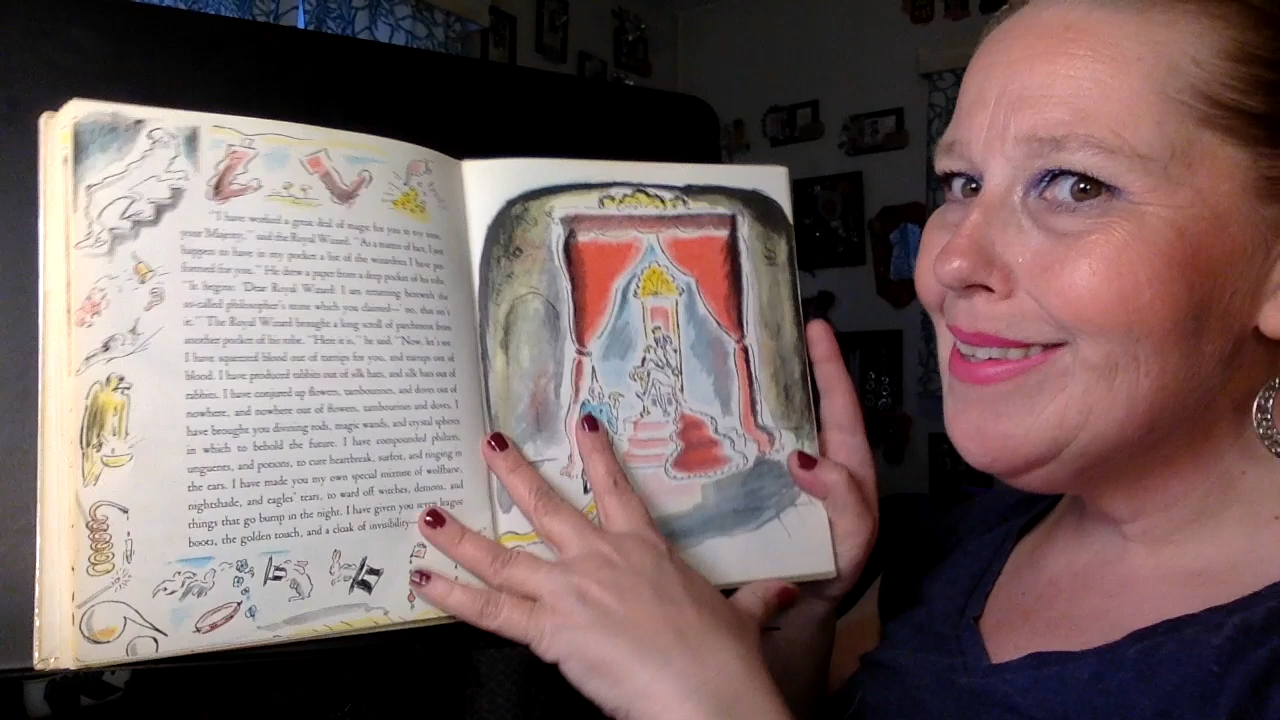 "I have worked a great deal of magic for you in my time,
your Majesty," said the Royal Wizard. "As a matter of fact, I just
happen to have in my pocket a list of the wizardries I have per-
formed for you." He drew a paper from a deep pocket of his robe.
"It begins: 'Dear Royal Wizard: I am returning herewith the
so-called philosopher's stone which you claimed—' no, that isn't
it." The Royal Wizard brought a long scroll of parchment from
another pocket of his robe. "Here it is," he said. "Now, let's see.
I have squeezed blood out of turnips for you, and turnips out of
blood. I have produced rabbits out of silk hats, and silk hats out of
rabbits. I have conjured up flowers, tambourines, and doves out of
nowhere, and nowhere out of flowers, tambourines and doves. I
have brought you divining rods, magic wands, and crystal spheres
in which to behold the future. I have compounded philters,
unguents, and potions, to cure heartbreak, surfeit, and ringing in
the ears. I have made you my own special mixture of wolfbane,
nightshade, and eagles' tears, to ward off witches, demons, and
things that go bump in the night. I have given you seven league
boots, the golden touch, and a cloak of invisibility—